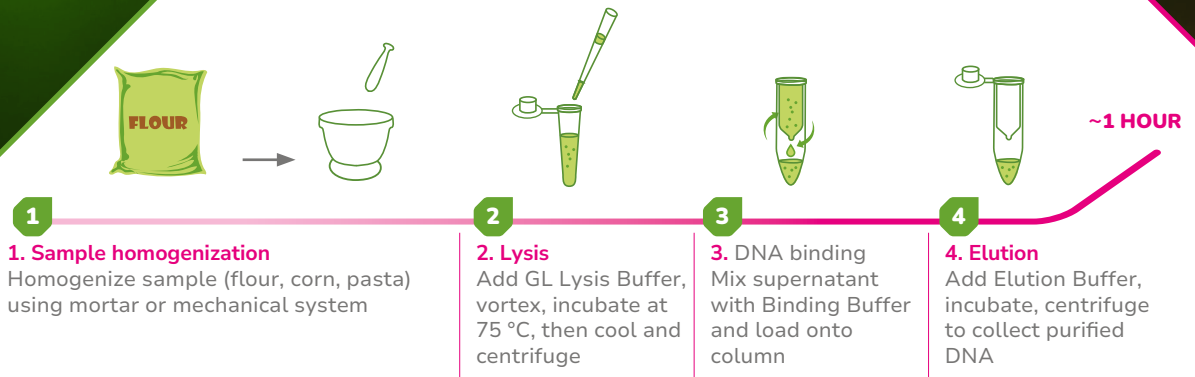 FLOUR
~1 HOUR
1
2
3
4
1. Sample homogenization
Homogenize sample (flour, corn, pasta)
using mortar or mechanical system
2. Lysis
Add GL Lysis Buffer,
vortex, incubate at
75 °C, then cool and
centrifuge
3. DNA binding
Mix supernatant
with Binding Buffer
and load onto
column
4. Elution
Add Elution Buffer,
incubate, centrifuge
to collect purified
DNA